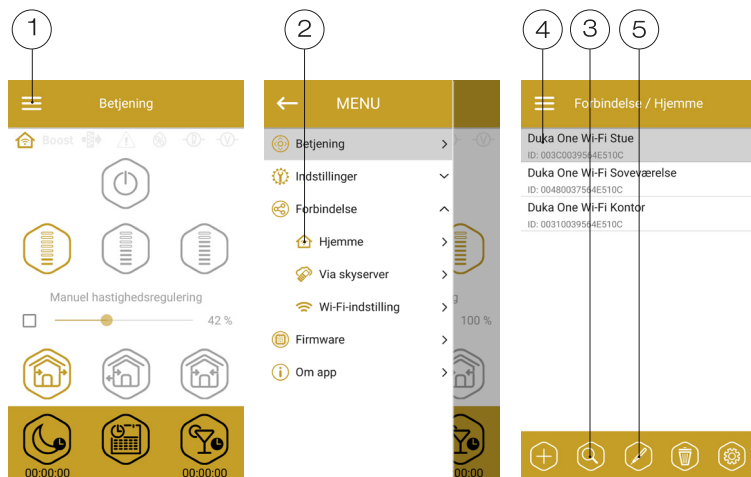 1
2
4
3
5
Betjening
Boost
V
Manuel hastighedsregulering
42 %
00:00:00
00:00:00
MENU
Betjening
Indstillinger
Forbindelse
Hjemme
Via skyserver
Wi-Fi-indstilling
Firmware
Om app
V
g
100 %
00:00
Forbindelse / Hjemme
Duka One Wi-Fi Stue
ID: 003C0039564E510C
Duka One Wi-Fi Soveværelse
ID: 00480037564E510C
Duka One Wi-Fi Kontor
ID: 00310039564E510C